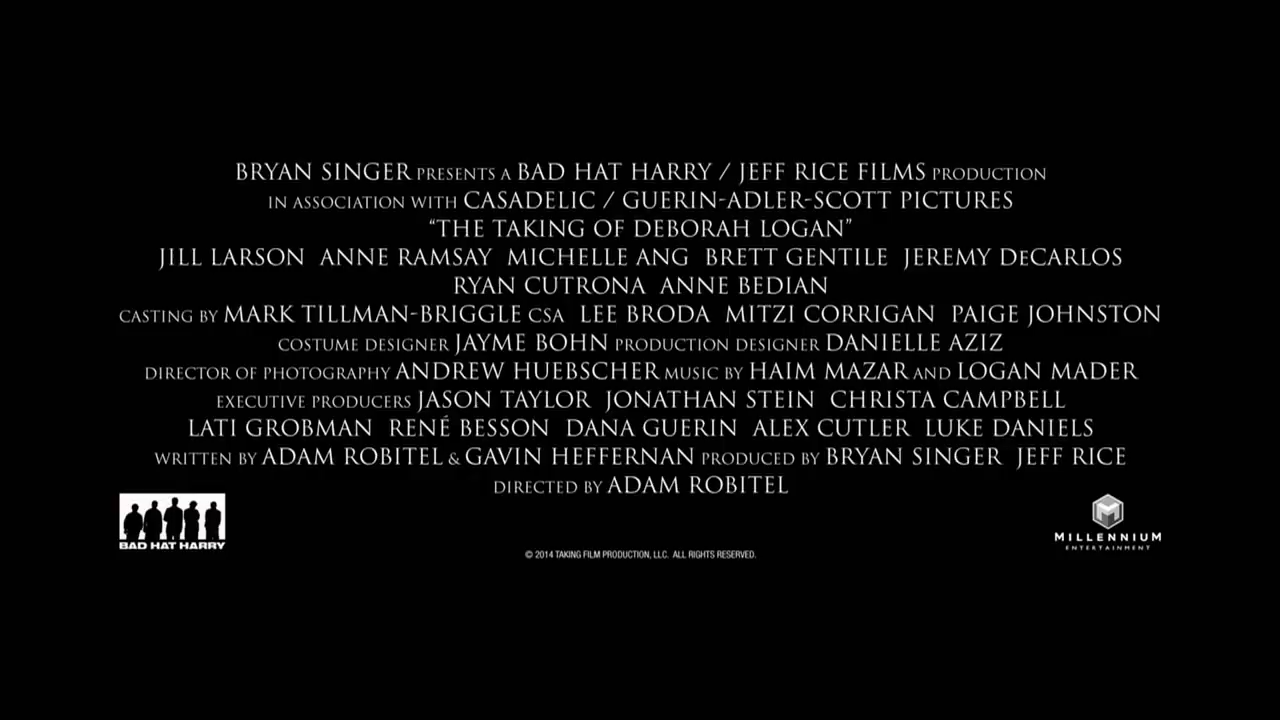 BRYAN SINGER PRESENTS A BAD HAT HARRY / JEFF RICE FILMS PRODUCTION
IN ASSOCIATION WITH CASADELIC / GUERIN-ADLER-SCOTT PICTURES
“THE TAKING OF DEBORAH LOGAN”
JILL LARSON ANNE RAMSAY MICHELLE ANG BRETT GENTILE JEREMY DeCARLOS
RYAN CUTRONA ANNE BEDIAN
CASTING BY MARK TILLMAN-BRIGGLE CSA LEE BRODA MITZI CORRIGAN PAIGE JOHNSTON
COSTUME DESIGNER JAYME BOHN PRODUCTION DESIGNER DANIELLE AZIZ
DIRECTOR OF PHOTOGRAPHY ANDREW HUEBSCHER MUSIC BY HAIM MAZAR AND LOGAN MADER
EXECUTIVE PRODUCERS JASON TAYLOR JONATHAN STEIN CHRISTA CAMPBELL
LATI GROBMAN RENÉ BESSON DANA GUERIN ALEX CUTLER LUKE DANIELS
WRITTEN BY ADAM ROBITEL & GAVIN HEFFERNAN PRODUCED BY BRYAN SINGER JEFF RICE
DIRECTED BY ADAM ROBITEL
BAD HAT HARRY
MILLENNIUM
ENTERTAINMENT
© 2014 TAKING FILM PRODUCTION, LLC. ALL RIGHTS RESERVED.